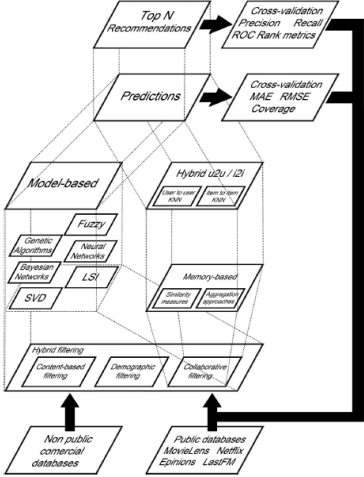 Top N
Recommendations
Cross-validation
Precision Recall
ROC Rank metrics
Predictions
Cross-validation
MAE RMSE
Coverage
Model-based
Hybrid u2u / i2i
User to user
KNN
Item to item
KNN
Fuzzy
Genetic
Algorithms
Neural
Networks
Bayesian
Networks
LSI
SVD
Memory-based
Similarity
measures
Aggregation
approaches
Hybrid filtering
Content-based
filtering
Demographic
filtering
Collaborative
filtering
Non public
comercial
databases
Public databases
MovieLens Netflix
Epinions LastFM